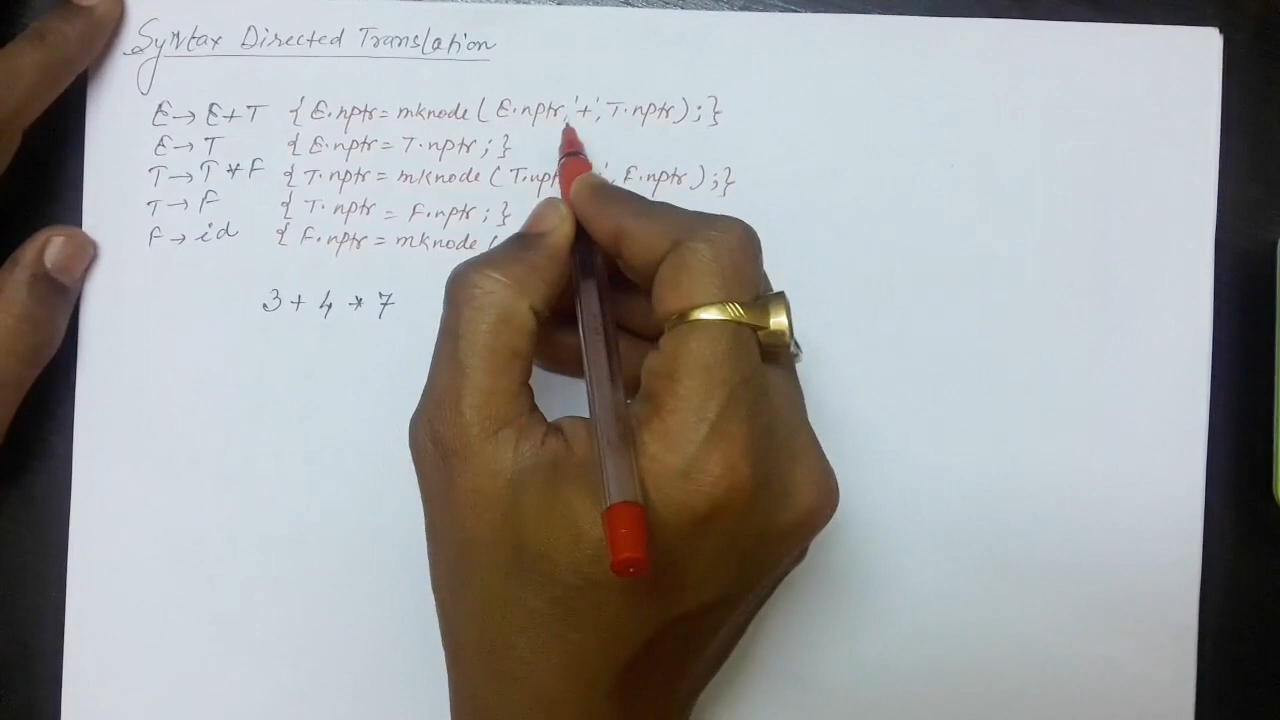 Syntax Directed Translation
E → E+T { E.nptr = mknode ( E.nptr, '+', T.nptr) ; }
E → T { E.nptr = T.nptr ; }
T → T * F { T.nptr = mknode ( ', F.nptr ) ; }
T → F { T.nptr = F.nptr ; }
F → id { F.nptr = mknode (
3 + 4 * 7